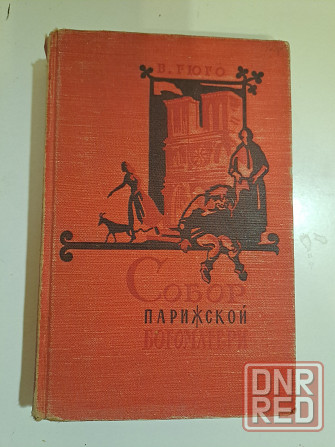 В. ГЮГО
СОБОР
ПАРИЖСКОЙ
БОГОМАТЕРИ
DNR
RED